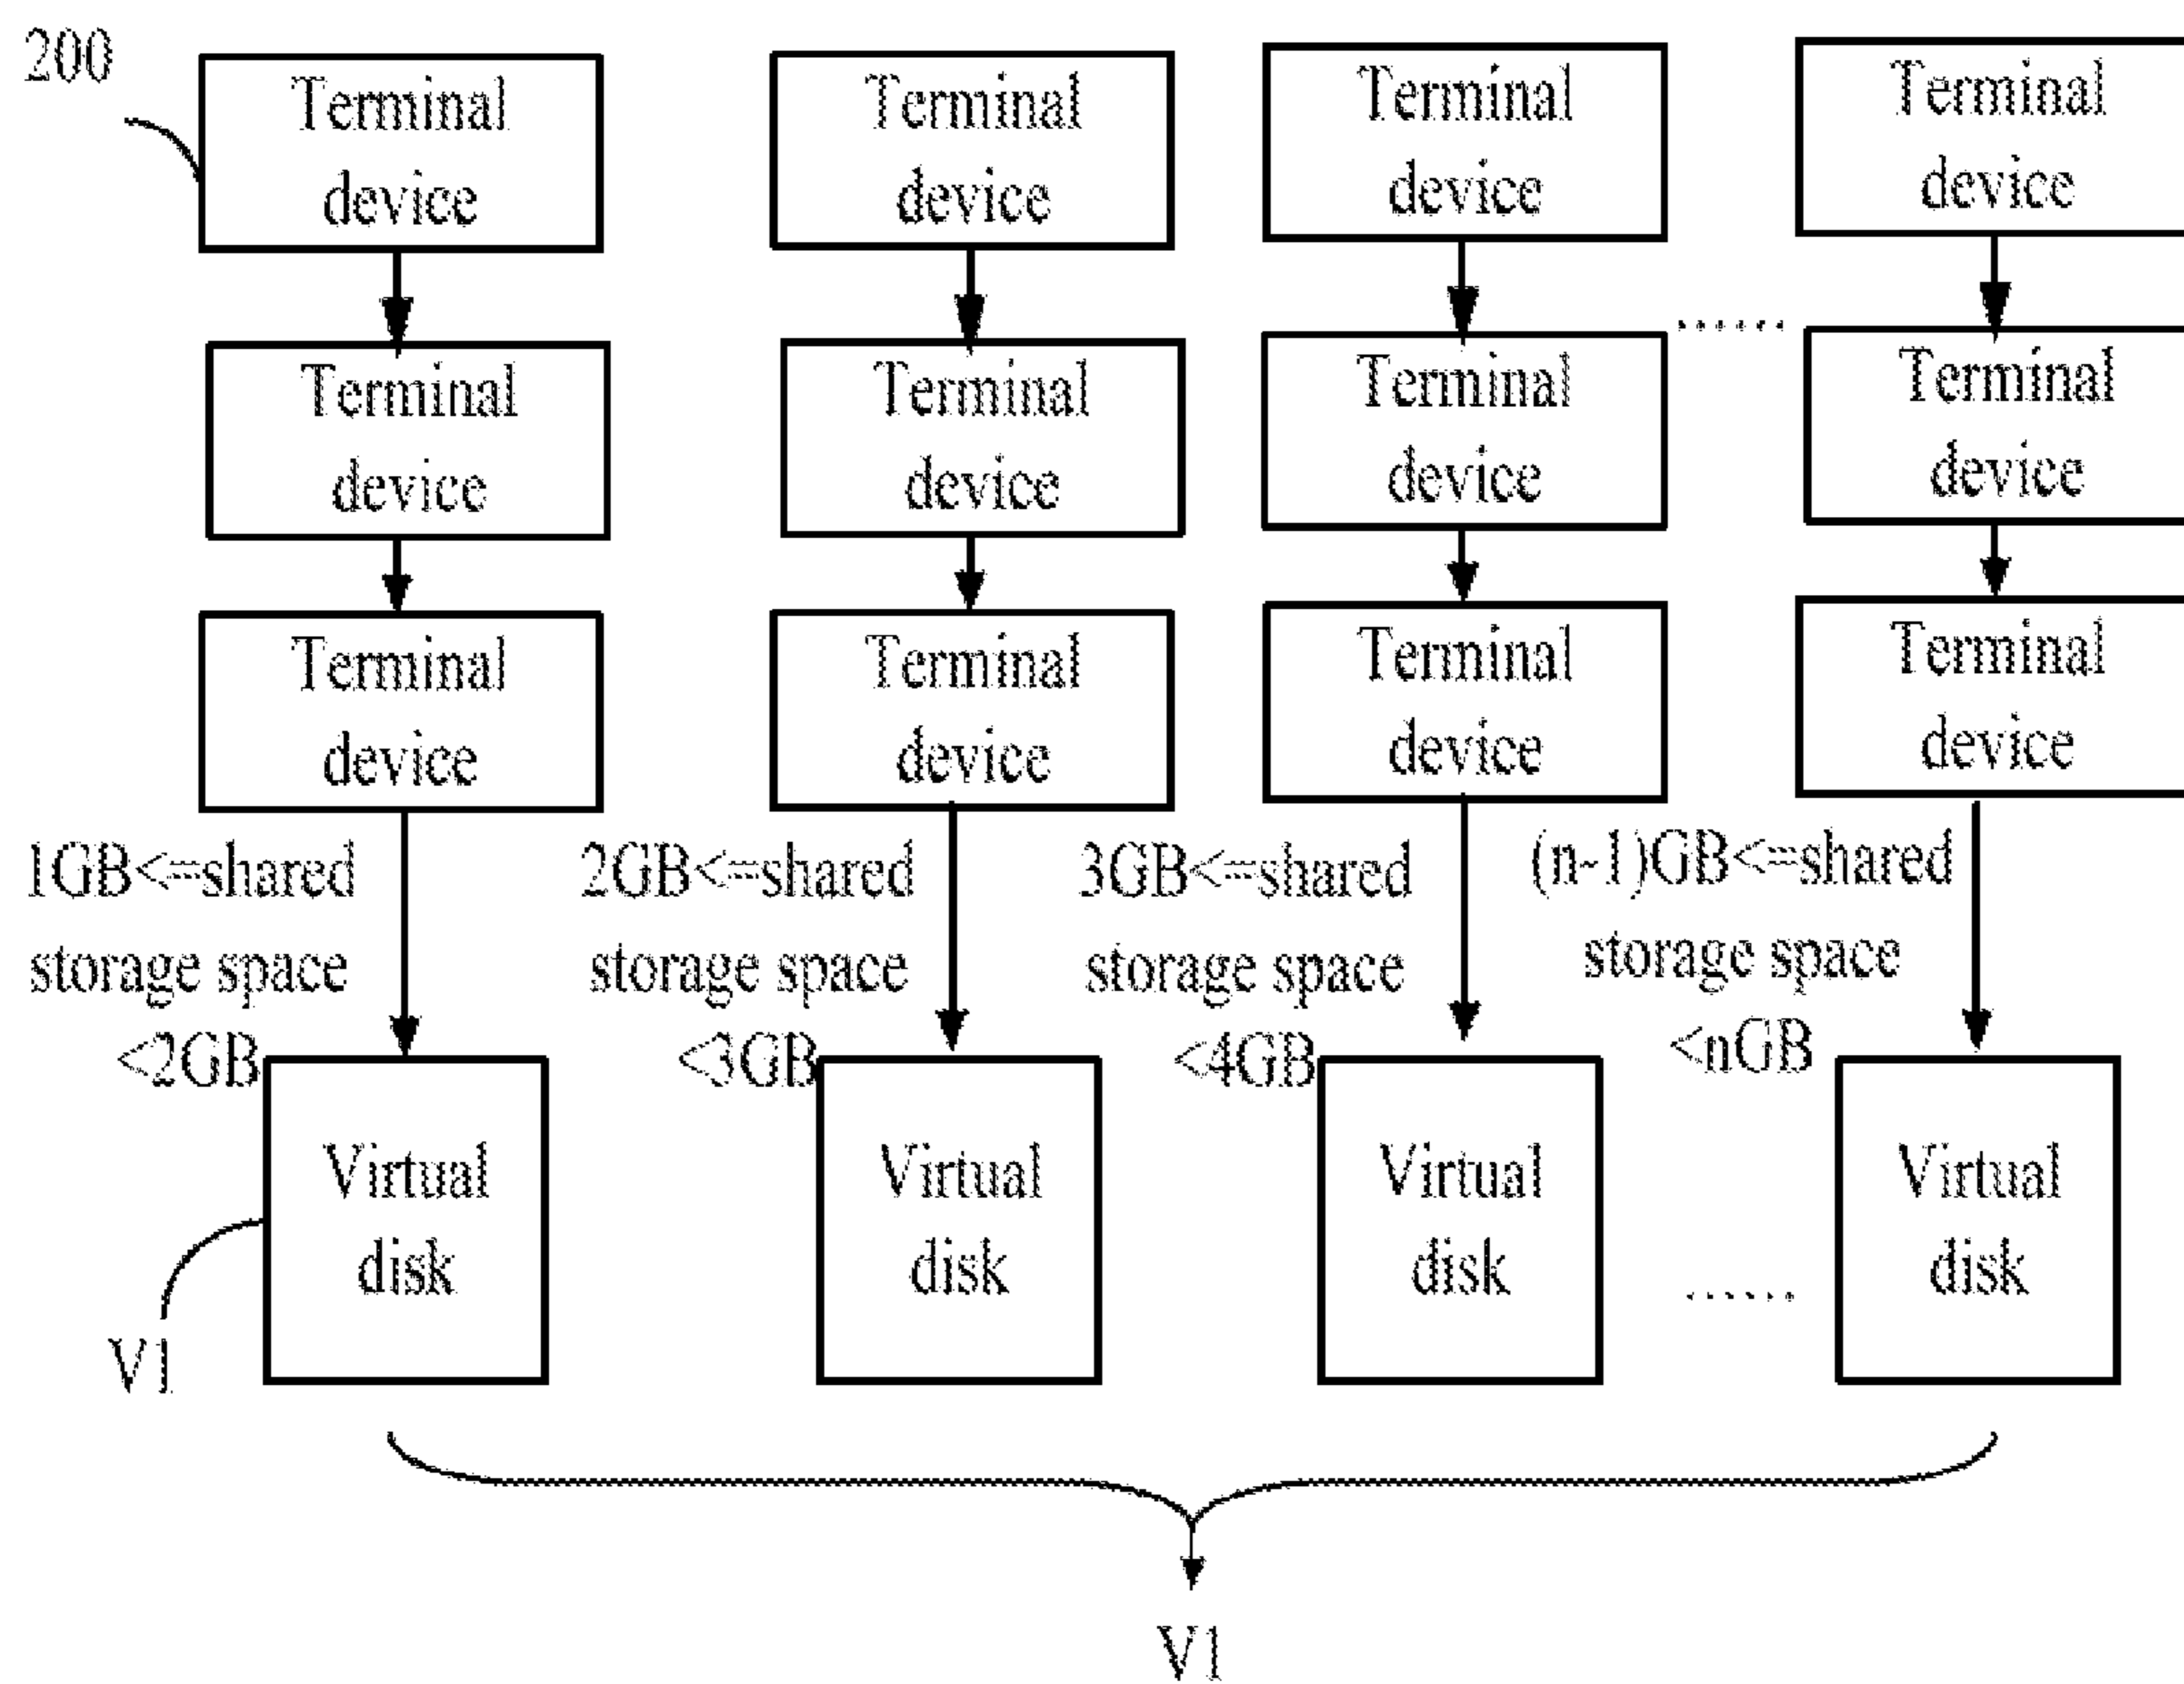 200
Terminal
device
Terminal
device
Terminal
device
Terminal
device
......
Terminal
device
Terminal
device
Terminal
device
Terminal
device
Terminal
device
Terminal
device
Terminal
device
Terminal
device
1GB<=shared
storage space
<2GB
2GB<=shared
storage space
<3GB
3GB<=shared
storage space
<4GB
(n-1)GB<=shared
storage space
<nGB
Virtual
disk
Virtual
disk
Virtual
disk
......
Virtual
disk
V1
V1